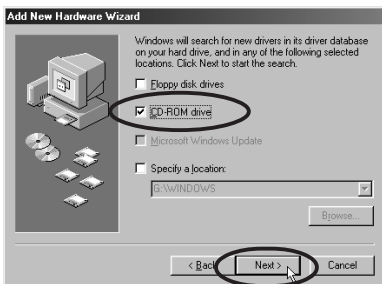 Add New Hardware Wizard
Windows will search for new drivers in its driver database
on your hard drive, and in any of the following selected
locations. Click Next to start the search.
Floppy disk drives
CD-ROM drive
Microsoft Windows Update
Specify a location:
G:\WINDOWS
Browse...
< Back Next > Cancel